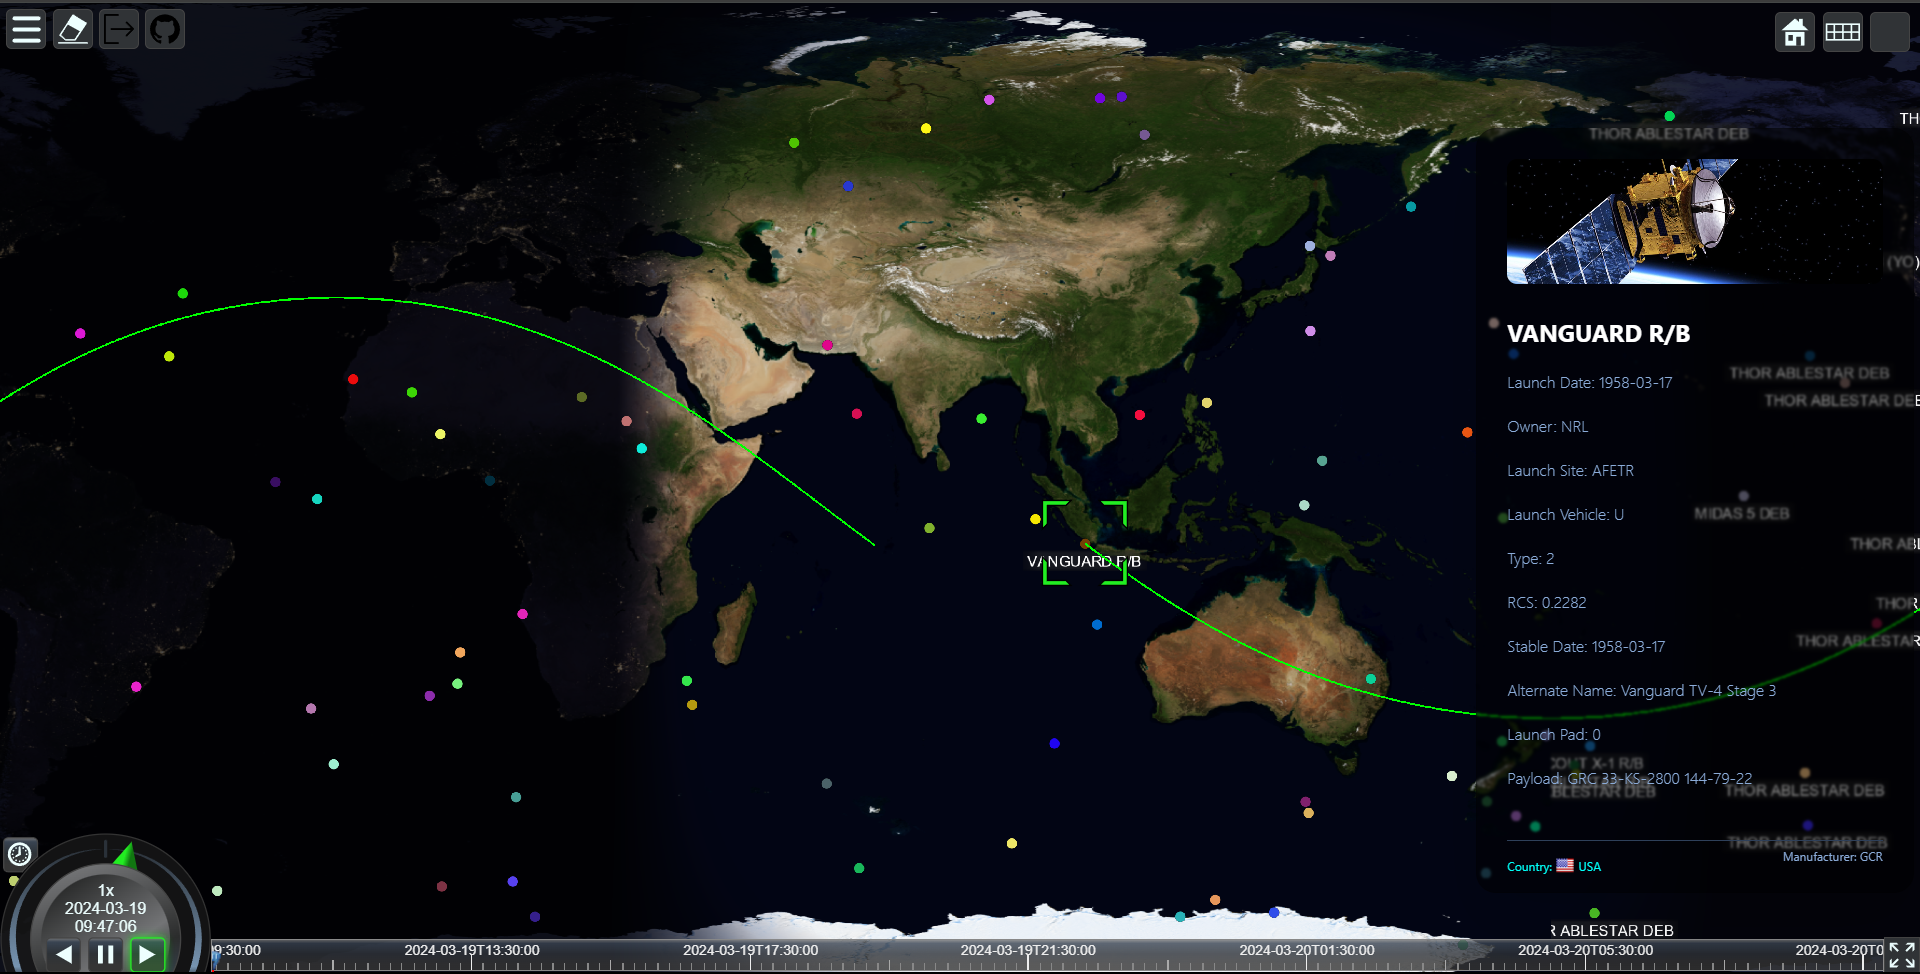 TH
THOR ABLESTAR DEB
(YO)
VANGUARD R/B
THOR ABLESTAR DEB
Launch Date: 1958-03-17
THOR ABLESTAR DEB
Owner: NRL
Launch Site: AFETR
Launch Vehicle: U
MIDAS 5 DEB
THOR ABL
Type: 2
VANGUARD R/B
RCS: 0.2282
THOR
Stable Date: 1958-03-17
THOR ABLESTAR
Alternate Name: Vanguard TV-4 Stage 3
Launch Pad: 0
X-1 R/B
Payload: GRC 33-KS-2800 144-79-22
BLESTAR DEB
THOR ABLESTAR DEB
THOR ABLESTAR DEB
Manufacturer: GCR
Country: USA
1x
2024-03-19
09:47:06
R ABLESTAR DEB
9:30:00
2024-03-19T13:30:00
2024-03-19T17:30:00
2024-03-19T21:30:00
2024-03-20T01:30:00
2024-03-20T05:30:00
2024-03-20T0